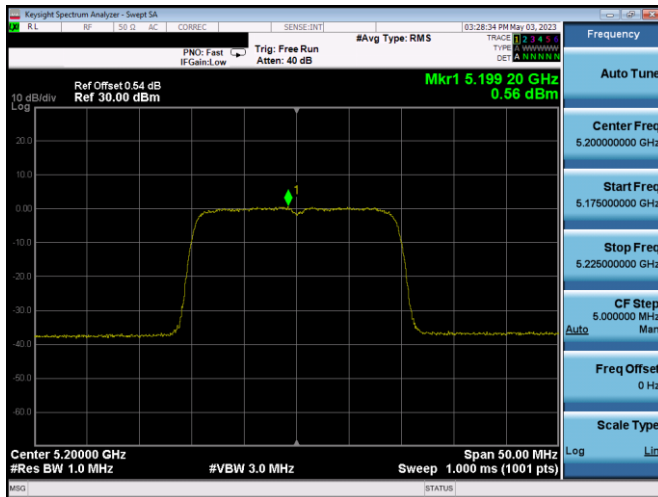 Keysight Spectrum Analyzer - Swept SA
RL RF 50 Ω AC CORREC SENSE:INT 03:28:34 PM May 03, 2023
#Avg Type: RMS
TRACE 1 2 3 4 5 6
PNO: Fast Trig: Free Run
TYPE A WWWWW
IFGain:Low Atten: 40 dB
DET A N N N N N
Ref Offset 0.54 dB
Mkr1 5.199 20 GHz
10 dB/div Ref 30.00 dBm
0.56 dBm
Log
20.0
1
0.00
-10.0
-20.0
-30.0
-40.0
-50.0
-60.0
Center 5.20000 GHz Span 50.00 MHz
#Res BW 1.0 MHz #VBW 3.0 MHz Sweep 1.000 ms (1001 pts)
MSG STATUS
Frequency
Auto Tune
Center Freq
5.200000000 GHz
Start Freq
5.175000000 GHz
Stop Freq
5.225000000 GHz
CF Step
5.000000 MHz
Auto Man
Freq Offset
0 Hz
Scale Type
Log Lin